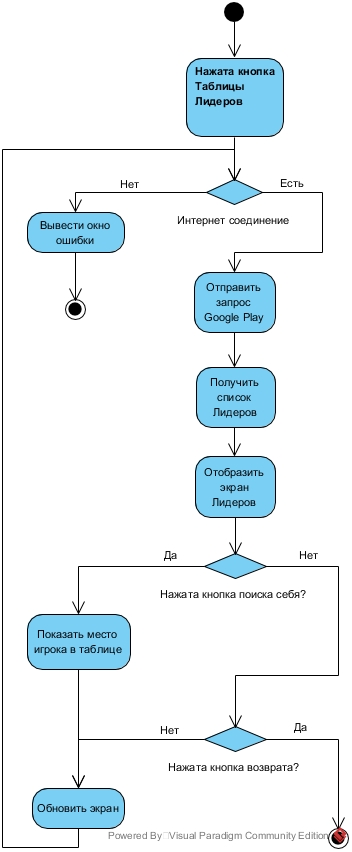 Нажата кнопка
Таблицы
Лидеров
Нет
Есть
Вывести окно
ошибки
Интернет соединение
Отправить
запрос
Google Play
Получить
список
Лидеров
Отобразить
экран
Лидеров
Да
Нет
Нажата кнопка поиска себя?
Показать место
игрока в таблице
Нет
Да
Нажата кнопка возврата?
Обновить экран
Powered By Visual Paradigm Community Edition